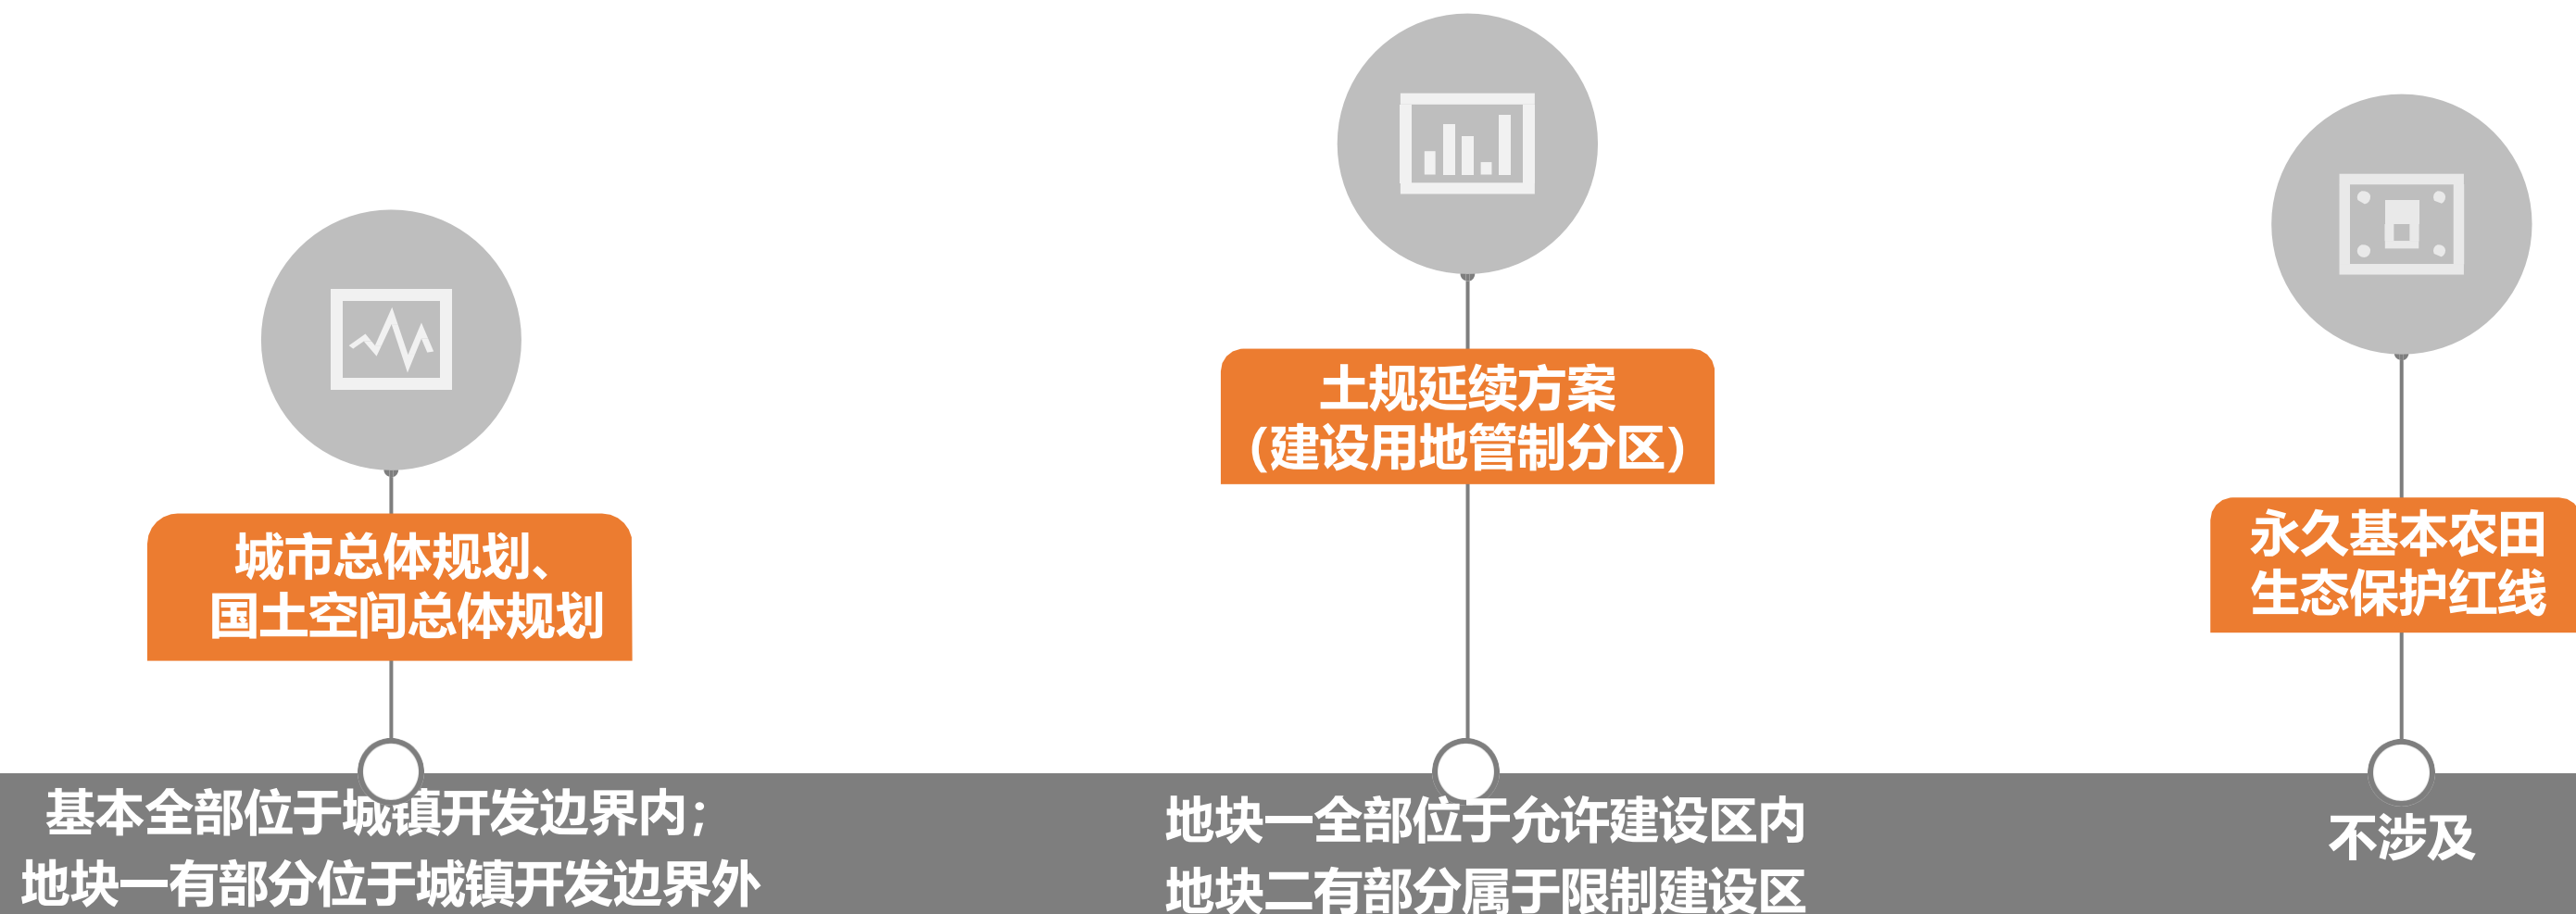 城市总体规划、
国土空间总体规划
基本全部位于城镇开发边界内；
地块一有部分位于城镇开发边界外
土规延续方案
（建设用地管制分区）
地块一全部位于允许建设区内
地块二有部分属于限制建设区
永久基本农田
生态保护红线
不涉及